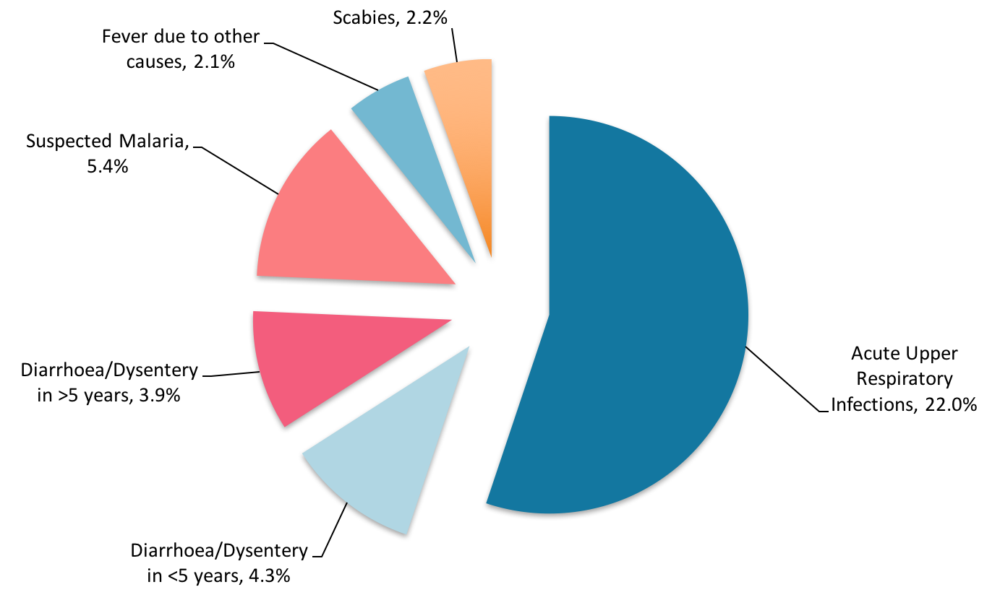 Scabies, 2.2%
Fever due to other
causes, 2.1%
Suspected Malaria,
5.4%
Acute Upper
Respiratory
Infections, 22.0%
Diarrhoea/Dysentery
in >5 years, 3.9%
Diarrhoea/Dysentery
in <5 years, 4.3%